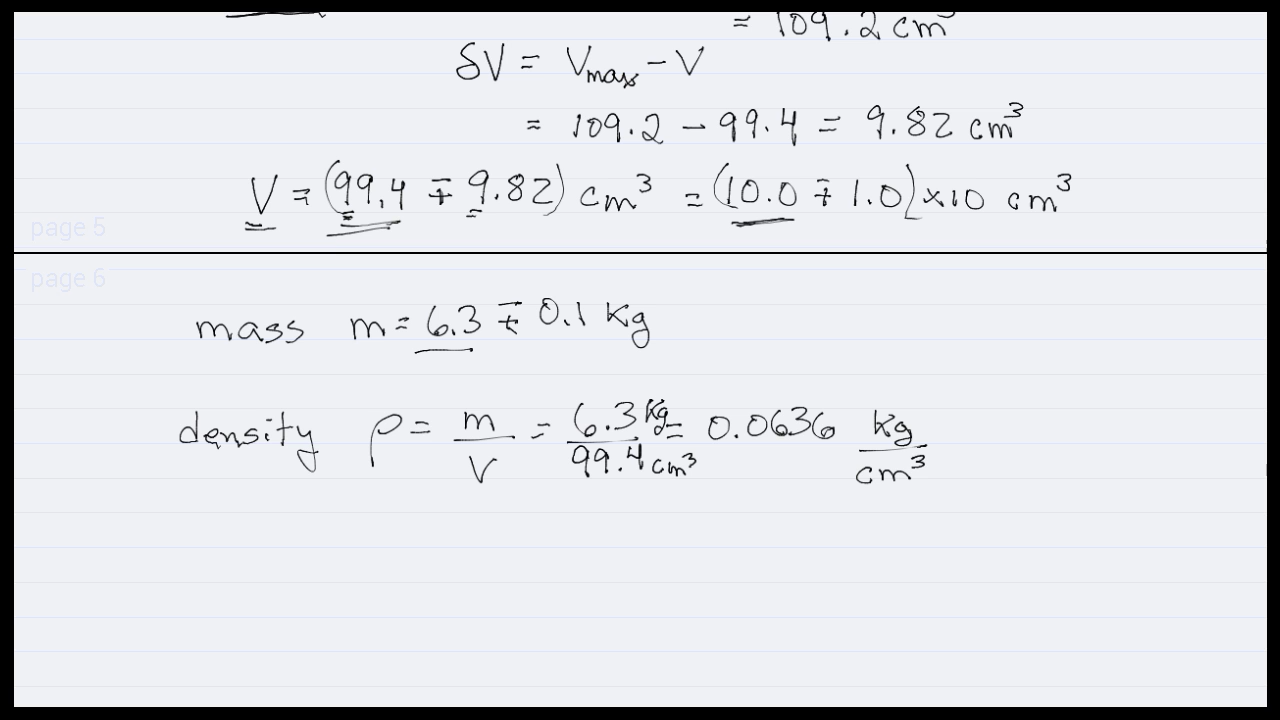 = 109.2 cm³
δV = Vmax − V
= 109.2 − 99.4 = 9.82 cm³
V = (99.4 ∓ 9.82) cm³ = (10.0 ∓ 1.0) ×10 cm³
page 5
page 6
mass m = 6.3 ∓ 0.1 Kg
density ρ = m/V = 6.3 Kg/99.4 cm³ = 0.0636 kg/cm³